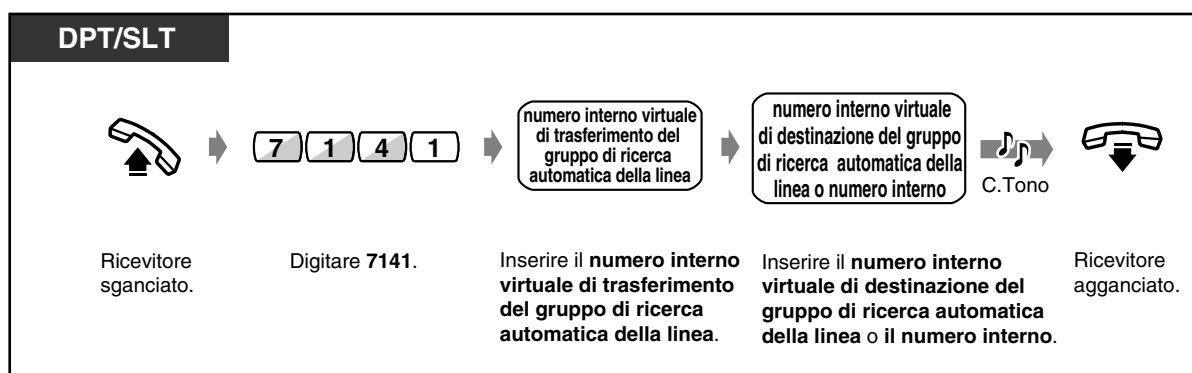 DPT/SLT
7 1 4 1
numero interno virtuale
di trasferimento del
gruppo di ricerca
automatica della linea
numero interno virtuale
di destinazione del gruppo
di ricerca automatica della
linea o numero interno
C.Tono
Ricevitore
sganciato.
Digitare 7141.
Inserire il numero interno
virtuale di trasferimento
del gruppo di ricerca
automatica della linea.
Inserire il numero interno
virtuale di destinazione del
gruppo di ricerca automatica
della linea o il numero interno.
Ricevitore
agganciato.